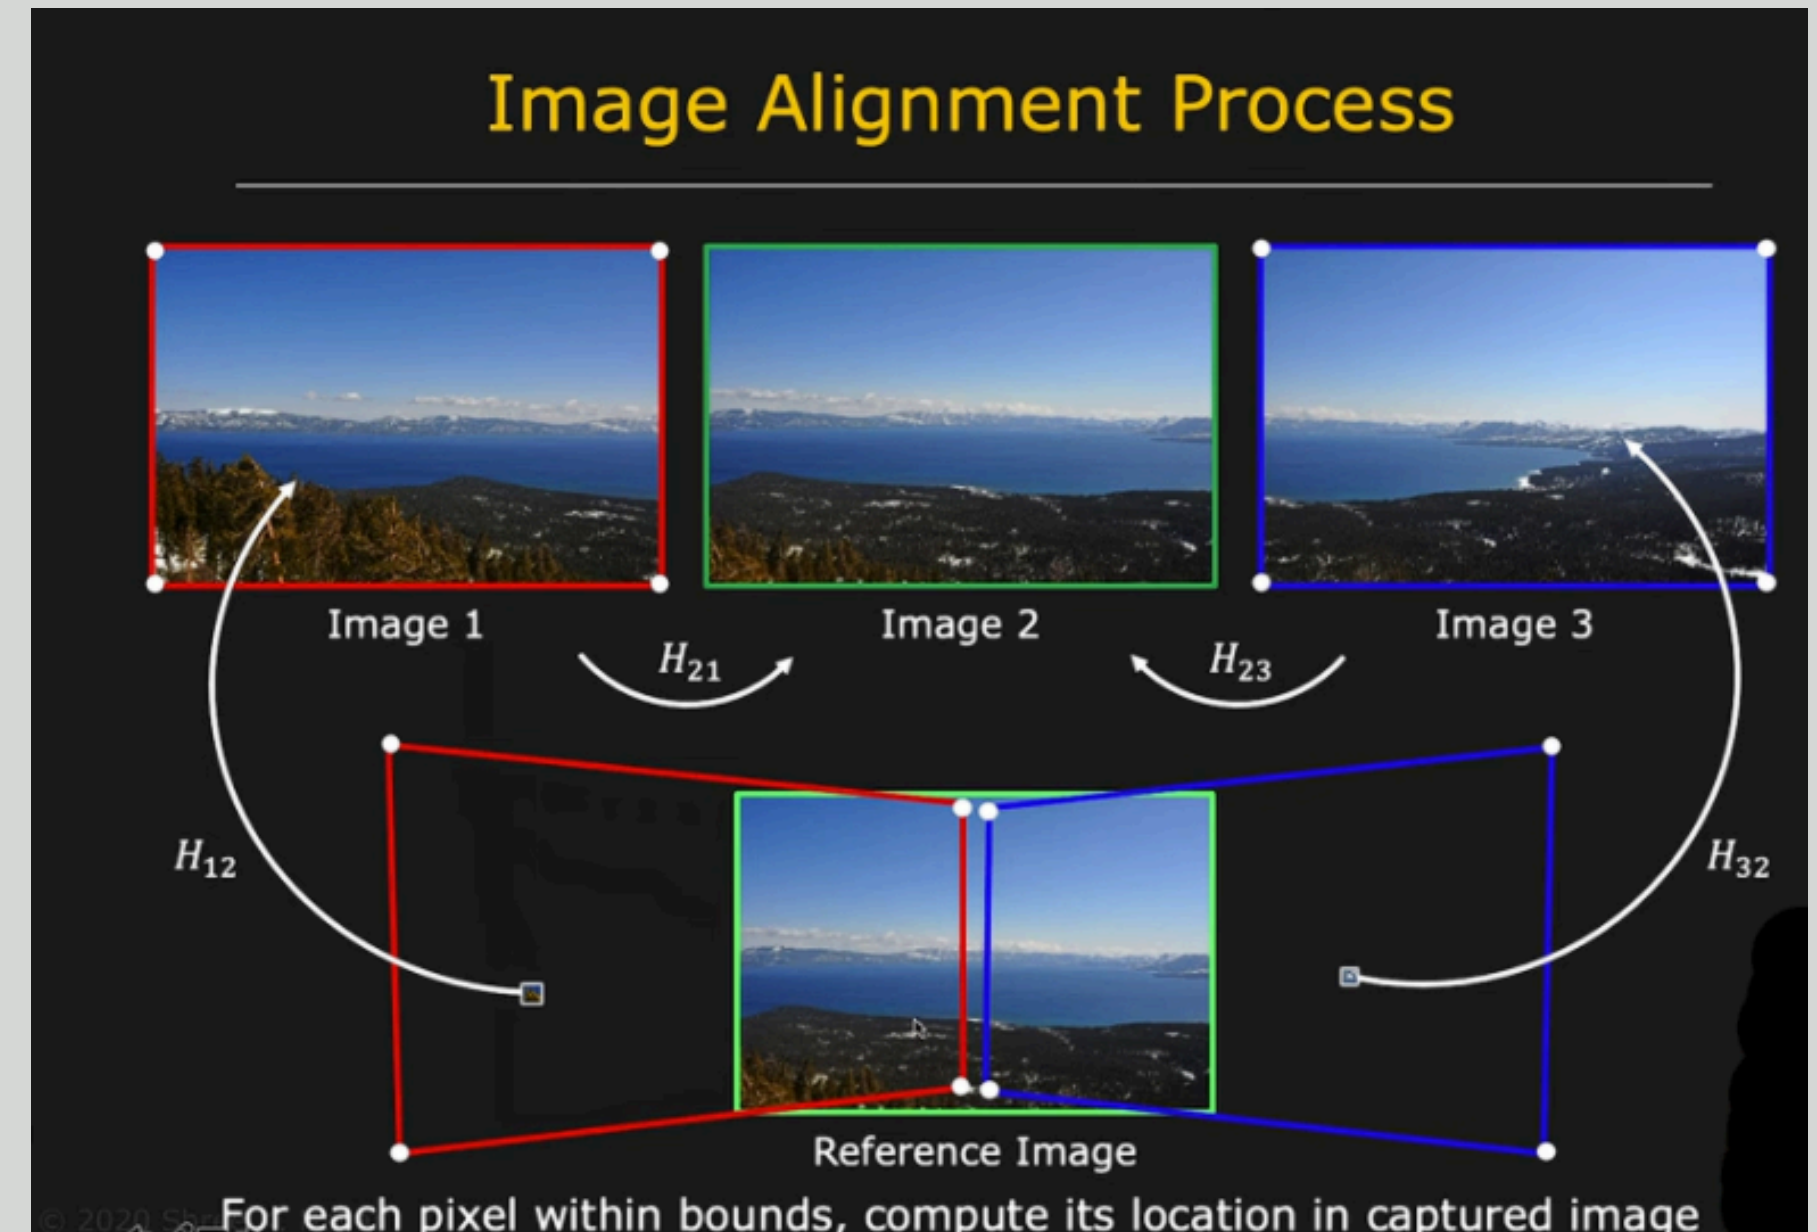 Image Alignment Process
Image 1
Image 2
Image 3
H₂₁
H₂₃
H₁₂
H₃₂
Reference Image
For each pixel within bounds, compute its location in captured image
© 2020